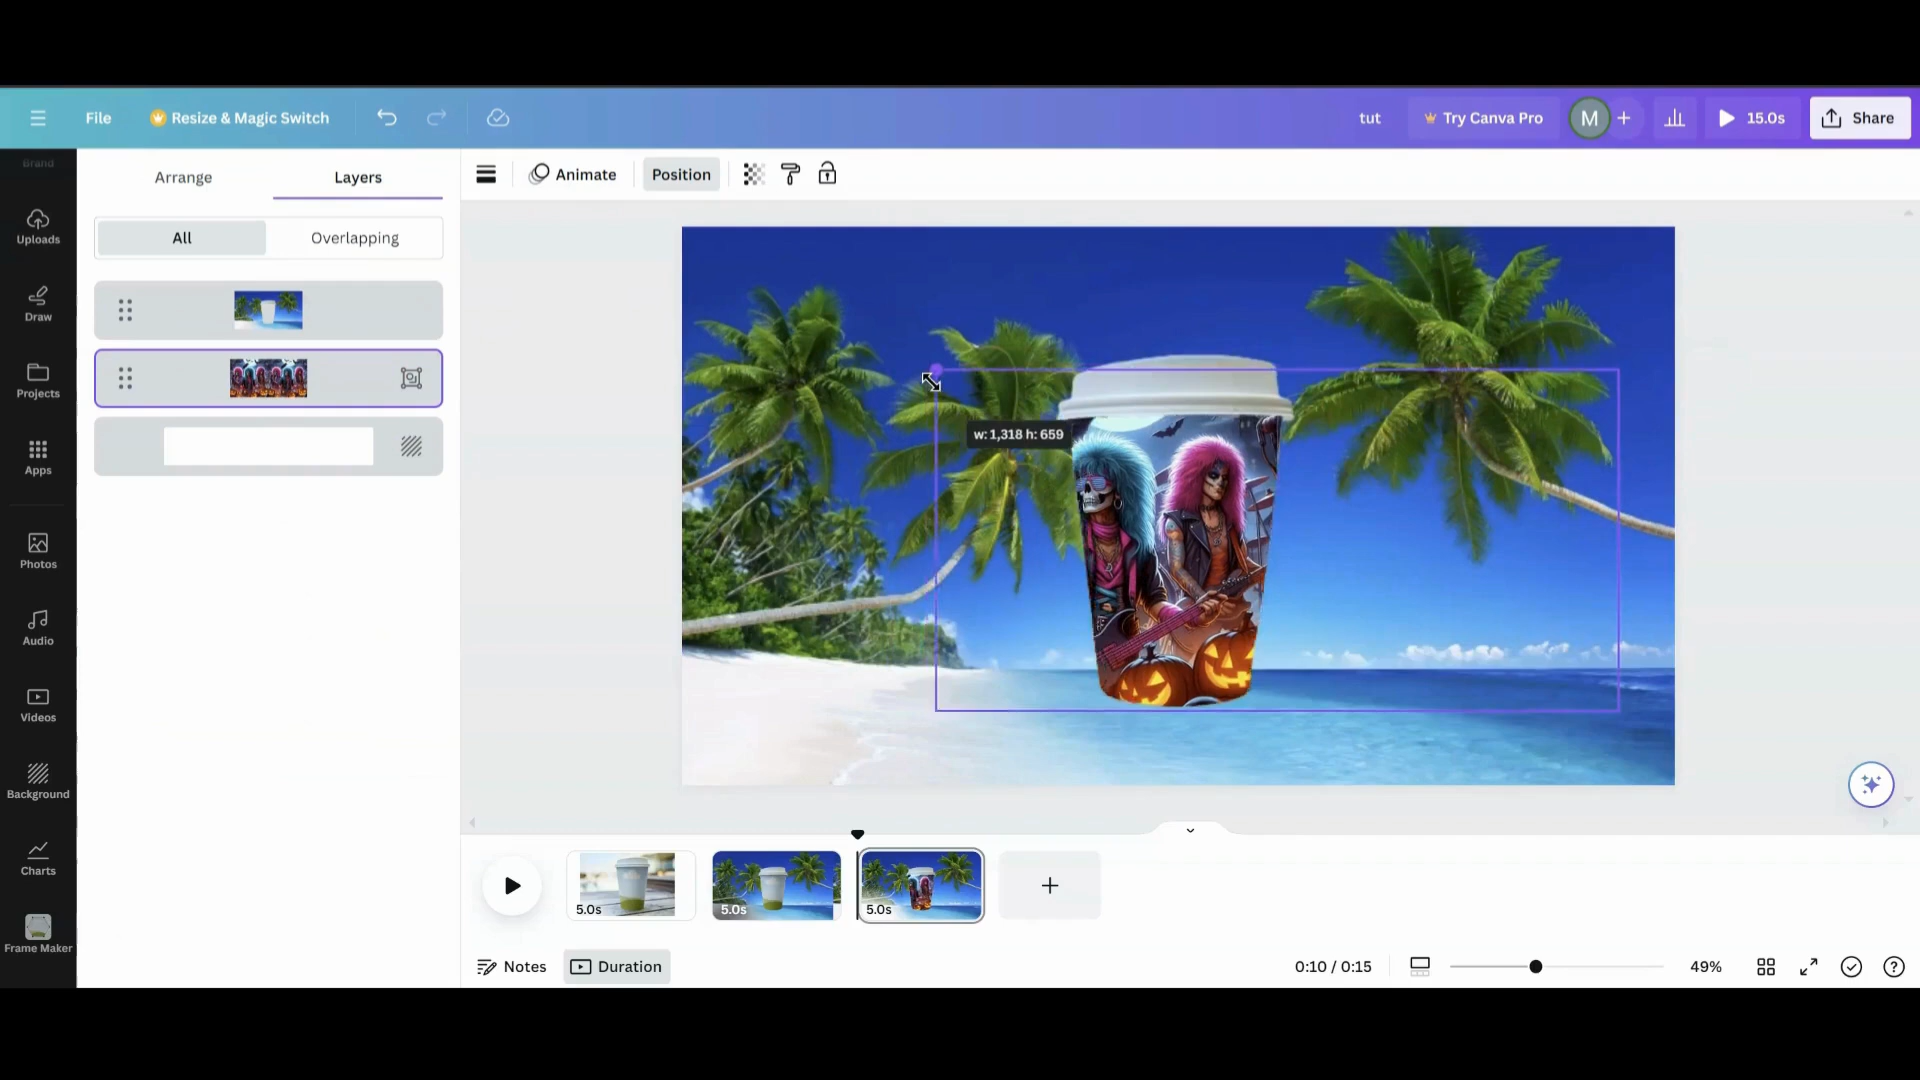 File
Resize & Magic Switch
tut
Try Canva Pro
M
15.0s
Share
Brand
Uploads
Draw
Projects
Apps
Photos
Audio
Videos
Background
Charts
Frame Maker
Arrange
Layers
All
Overlapping
Animate
Position
w: 1,318 h: 659
5.0s
5.0s
5.0s
Notes
Duration
0:10 / 0:15
49%